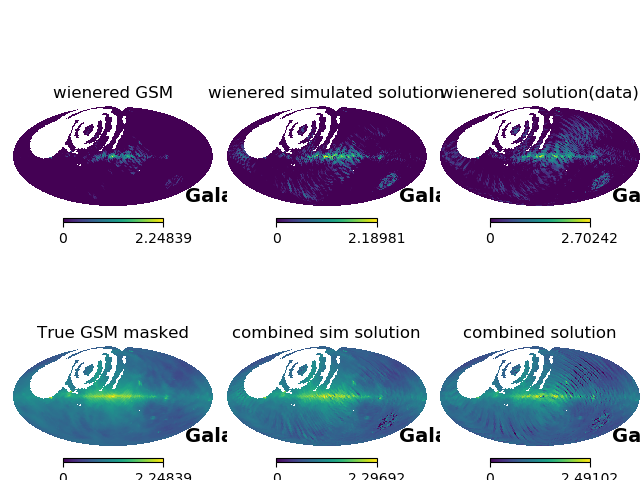 wienered GSM wienered simulated solution wienered solution(data)
Gala Gala Ga
0 2.24839 0 2.18981 0 2.70242
True GSM masked combined sim solution combined solution
Gala Gala Ga
0 2.24839 0 2.29692 0 2.49102